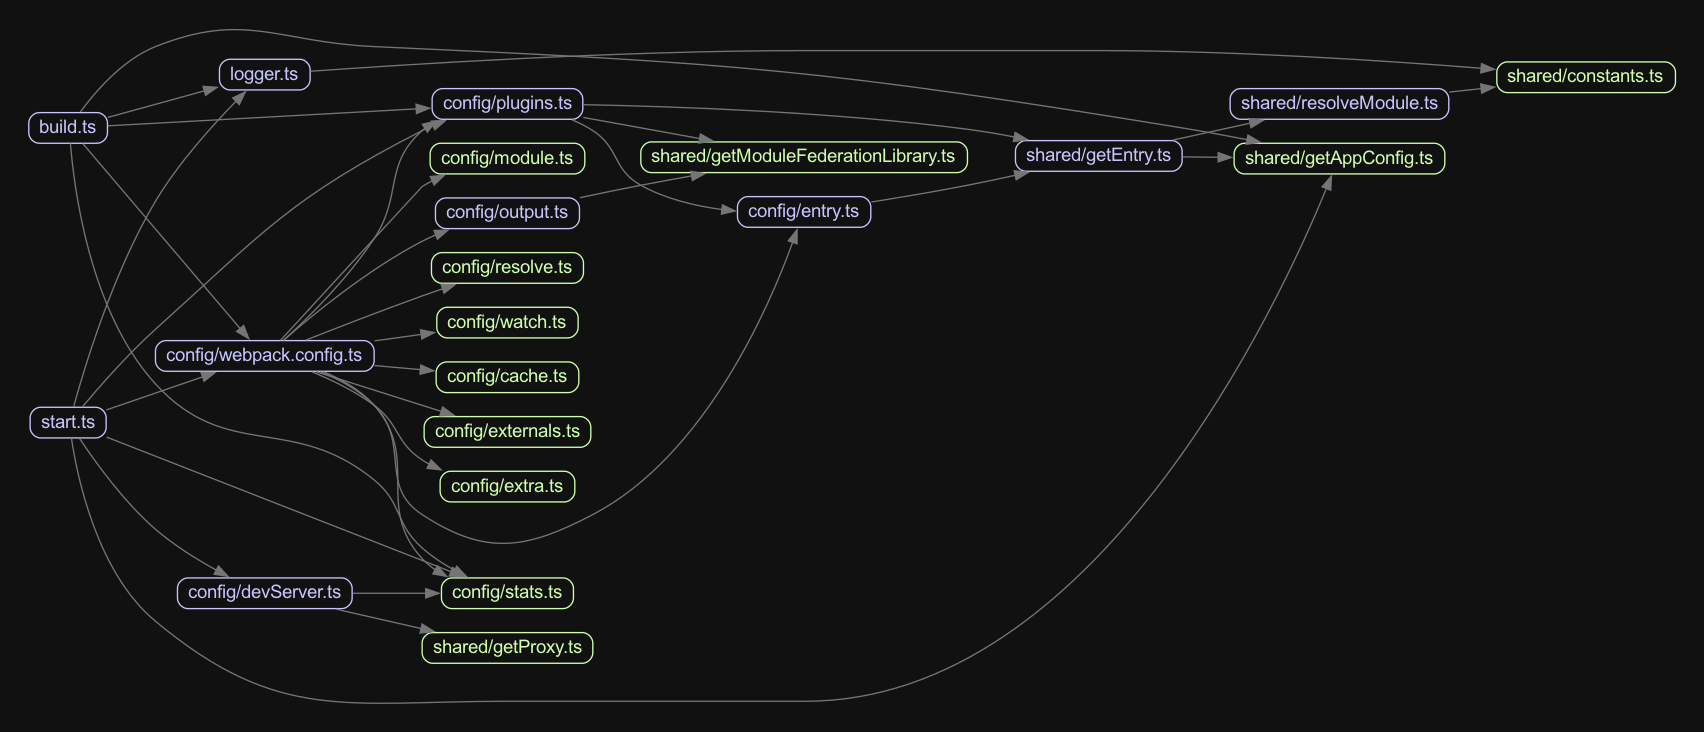 build.ts
start.ts
logger.ts
config/webpack.config.ts
config/devServer.ts
config/plugins.ts
config/module.ts
config/output.ts
config/resolve.ts
config/watch.ts
config/cache.ts
config/externals.ts
config/extra.ts
config/stats.ts
shared/getProxy.ts
shared/getModuleFederationLibrary.ts
config/entry.ts
shared/getEntry.ts
shared/resolveModule.ts
shared/getAppConfig.ts
shared/constants.ts